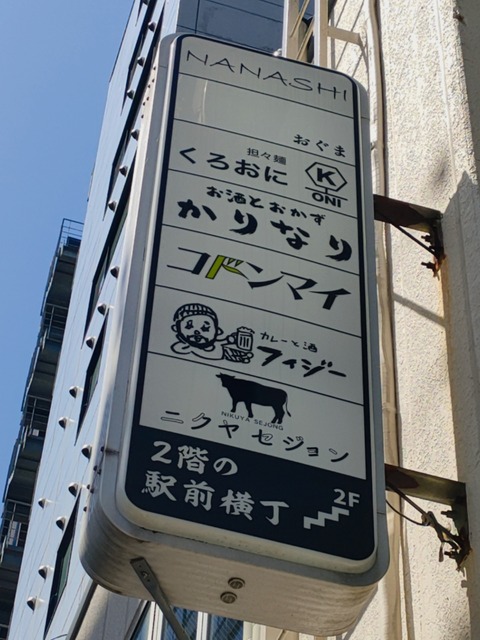 NANASHI
おぐま
担々麺
くろおに
K
ONI
お酒とおかず
かりなり
コドンマイ
カレーと酒
フィジー
NIKUYA SEJONG
ニクヤセジョン
2階の
駅前横丁
2F